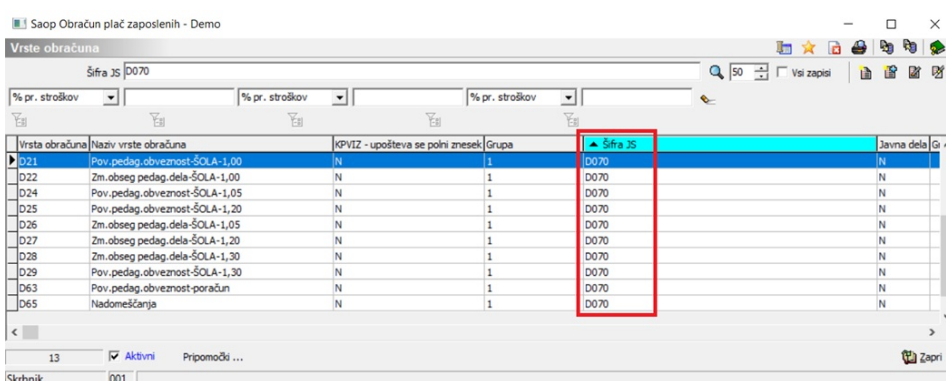 Saop Obračun plač zaposlenih - Demo
Vrste obračuna
Šifra JS D070 50 Vsi zapisi
% pr. stroškov % pr. stroškov % pr. stroškov
Vrsta obračuna Naziv vrste obračuna KPVIZ - upošteva se polni znesek Grupa Šifra JS Javna dela
D21 Pov.pedag.obveznost-ŠOLA-1,00 N 1 D070 N
D22 Zm.obseg pedag.dela-ŠOLA-1,00 N 1 D070 N
D24 Pov.pedag.obveznost-ŠOLA-1,05 N 1 D070 N
D25 Pov.pedag.obveznost-ŠOLA-1,20 N 1 D070 N
D26 Zm.obseg pedag.dela-ŠOLA-1,05 N 1 D070 N
D27 Zm.obseg pedag.dela-ŠOLA-1,20 N 1 D070 N
D28 Zm.obseg pedag.dela-ŠOLA-1,30 N 1 D070 N
D29 Pov.pedag.obveznost-ŠOLA-1,30 N 1 D070 N
D63 Pov.pedag.obveznost-poračun N 1 D070 N
D65 Nadomeščanja N 1 D070 N
13 Aktivni Pripomočki ... Zapri
Skrbnik 001